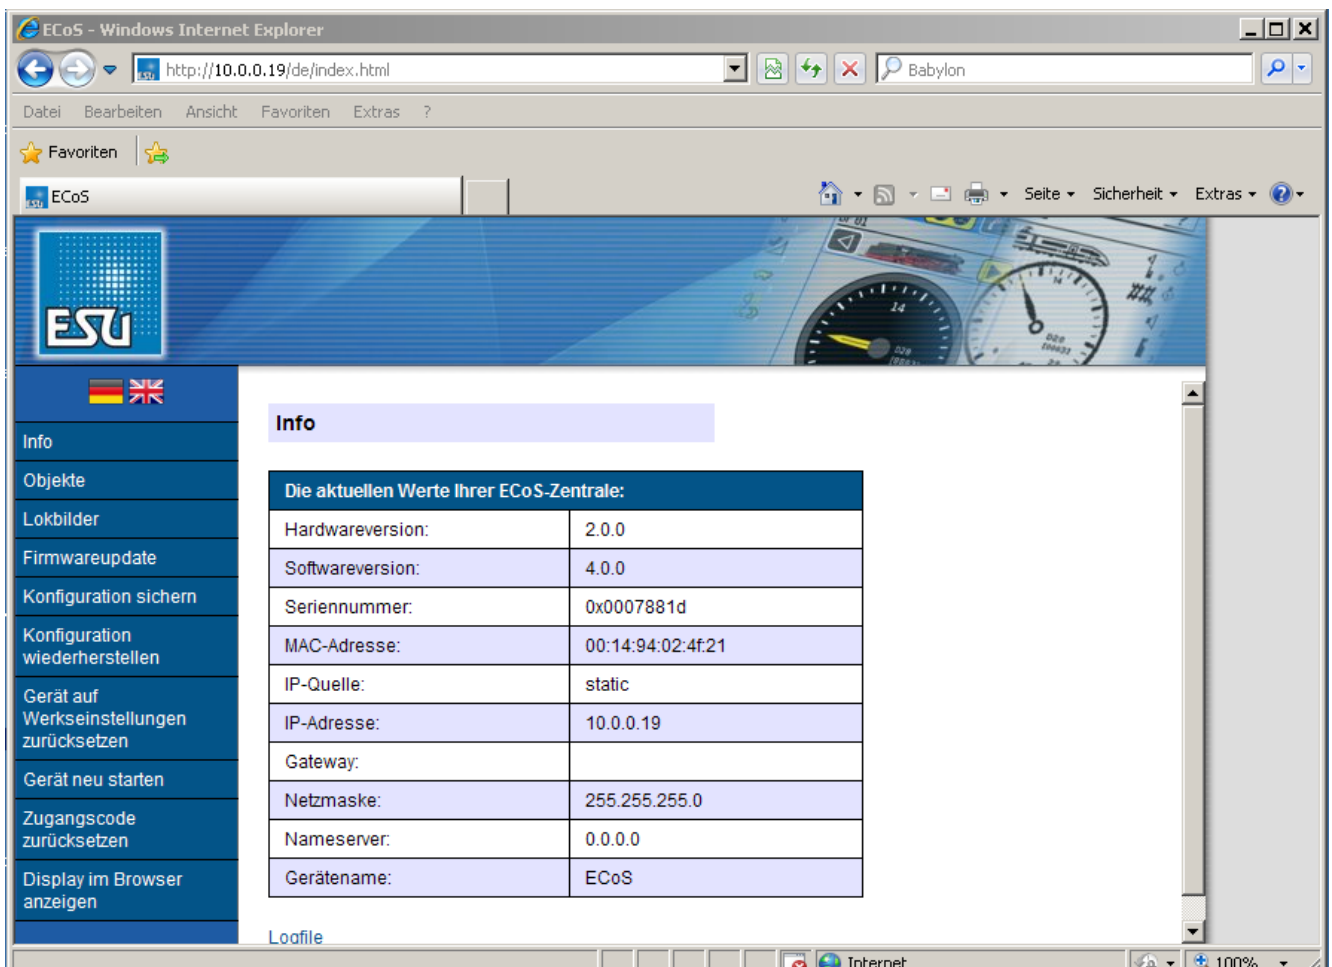 ECoS - Windows Internet Explorer
http://10.0.0.19/de/index.html
Babylon
Datei Bearbeiten Ansicht Favoriten Extras ?
Favoriten
ECoS
Seite Sicherheit Extras
ESU
14
Info
Objekte
Lokbilder
Firmwareupdate
Konfiguration sichern
Konfiguration
wiederherstellen
Gerät auf
Werkseinstellungen
zurücksetzen
Gerät neu starten
Zugangscode
zurücksetzen
Display im Browser
anzeigen
Info
Die aktuellen Werte Ihrer ECoS-Zentrale:
Hardwareversion: 2.0.0
Softwareversion: 4.0.0
Seriennummer: 0x0007881d
MAC-Adresse: 00:14:94:02:4f:21
IP-Quelle: static
IP-Adresse: 10.0.0.19
Gateway:
Netzmaske: 255.255.255.0
Nameserver: 0.0.0.0
Gerätename: ECoS
Logfile
Internet
100%